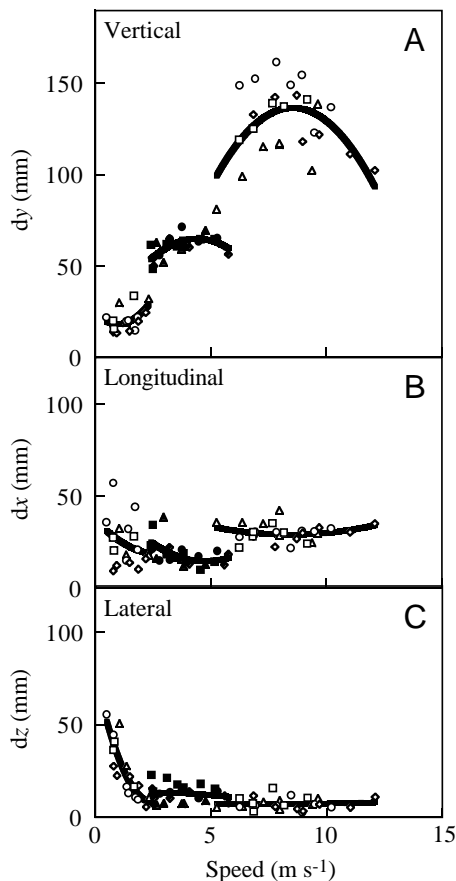 Vertical A
150
100
50
0
dy (mm)
Longitudinal B
100
50
0
dx (mm)
Lateral C
100
50
0
dz (mm)
0 5 10 15
Speed (m s-1)